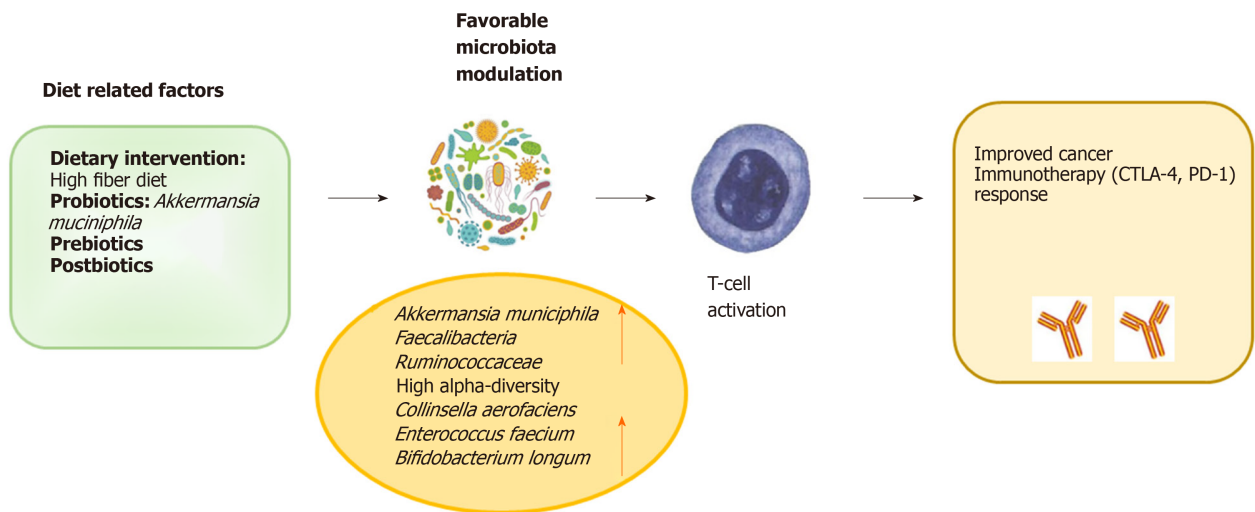 Diet related factors
Dietary intervention:
High fiber diet
Probiotics: Akkermansia
muciniphila
Prebiotics
Postbiotics
Favorable
microbiota
modulation
Akkermansia municiphila
Faecalibacteria
Ruminococcaceae
High alpha-diversity
Collinsella aerofaciens
Enterococcus faecium
Bifidobacterium longum
T-cell
activation
Improved cancer
Immunotherapy (CTLA-4, PD-1)
response